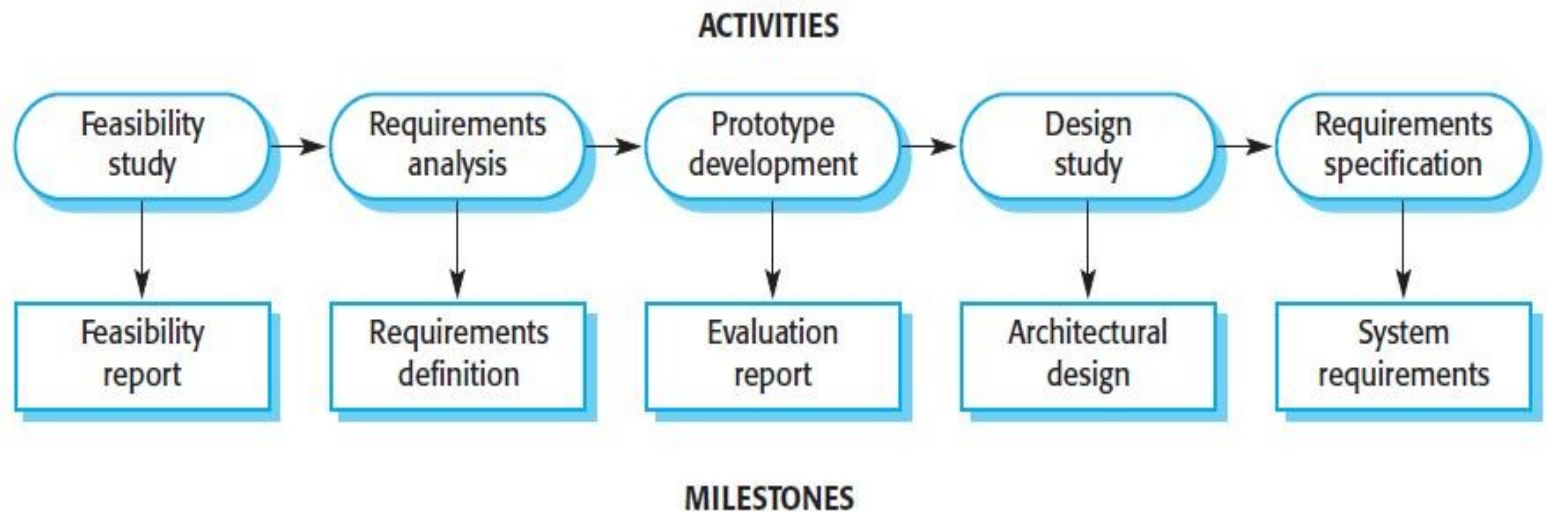 ACTIVITIES
Feasibility
study
Requirements
analysis
Prototype
development
Design
study
Requirements
specification
Feasibility
report
Requirements
definition
Evaluation
report
Architectural
design
System
requirements
MILESTONES